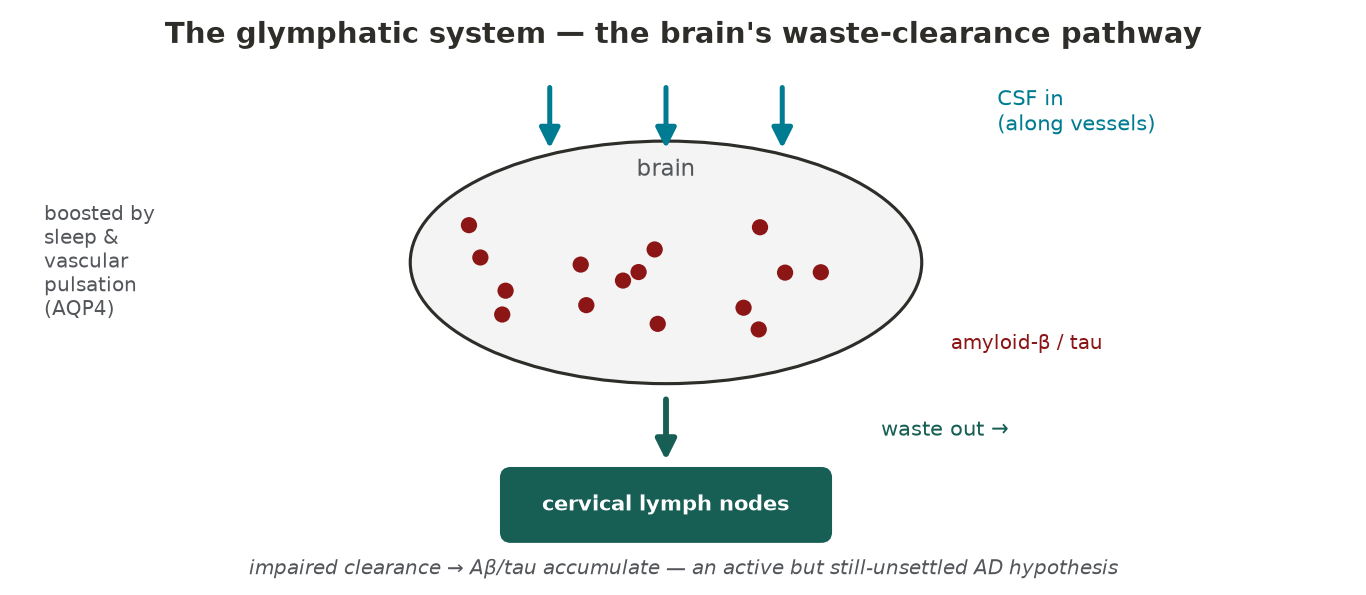 The glymphatic system — the brain's waste-clearance pathway
CSF in
(along vessels)
brain
boosted by
sleep &
vascular
pulsation
(AQP4)
amyloid-β / tau
waste out →
cervical lymph nodes
impaired clearance → Aβ/tau accumulate — an active but still-unsettled AD hypothesis